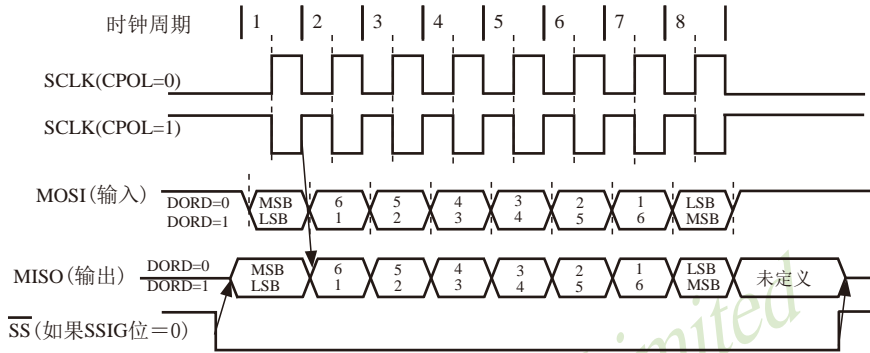 时钟周期 1 2 3 4 5 6 7 8
SCLK(CPOL=0)
SCLK(CPOL=1)
MOSI(输入)
DORD=0 MSB 6 5 4 3 2 1 LSB
DORD=1 LSB 1 2 3 4 5 6 MSB
MISO(输出)
DORD=0 MSB 6 5 4 3 2 1 LSB 未定义
DORD=1 LSB 1 2 3 4 5 6 MSB
SS(如果SSIG位=0)
imited